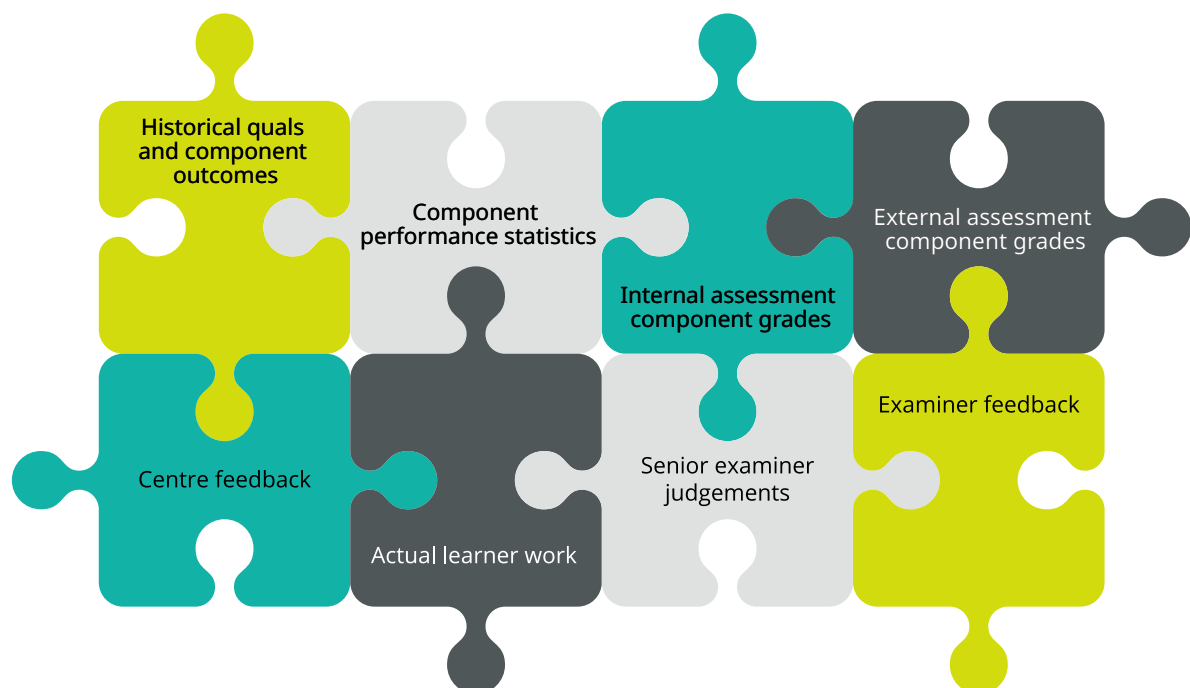 Historical quals
and component
outcomes
Component
performance statistics
Internal assessment
component grades
External assessment
component grades
Centre feedback
Actual learner work
Senior examiner
judgements
Examiner feedback